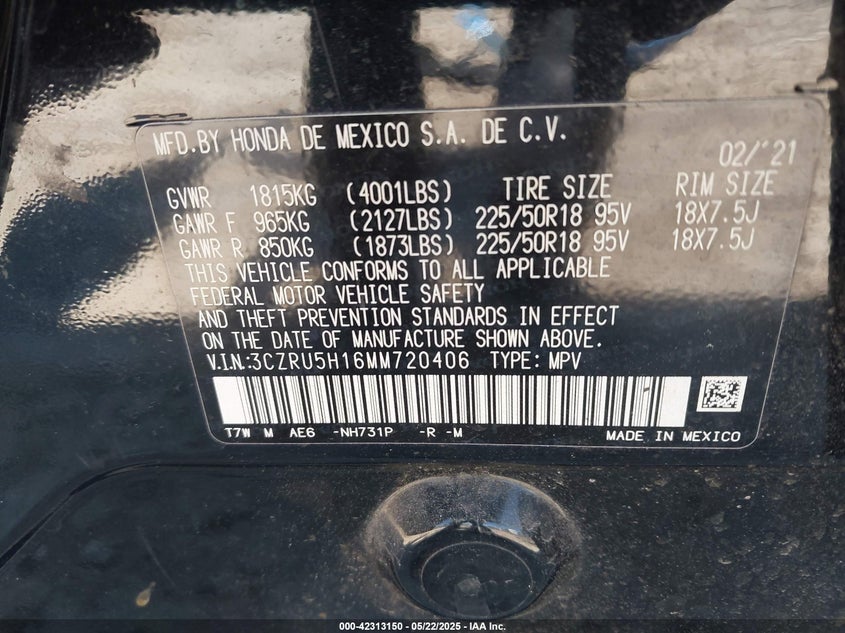 MFD.BY HONDA DE MEXICO S.A. DE C.V.
02/'21
GVWR 1815KG (4001LBS) TIRE SIZE RIM SIZE
GAWR F 965KG (2127LBS) 225/50R18 95V 18X7.5J
GAWR R 850KG (1873LBS) 225/50R18 95V 18X7.5J
THIS VEHICLE CONFORMS TO ALL APPLICABLE
FEDERAL MOTOR VEHICLE SAFETY
AND THEFT PREVENTION STANDARDS IN EFFECT
ON THE DATE OF MANUFACTURE SHOWN ABOVE.
V.I.N.:3CZRU5H16MM720406 TYPE: MPV
T7W M AE6 -NH731P -R -M MADE IN MEXICO
000-42313150 - 05/22/2025 - IAA Inc.